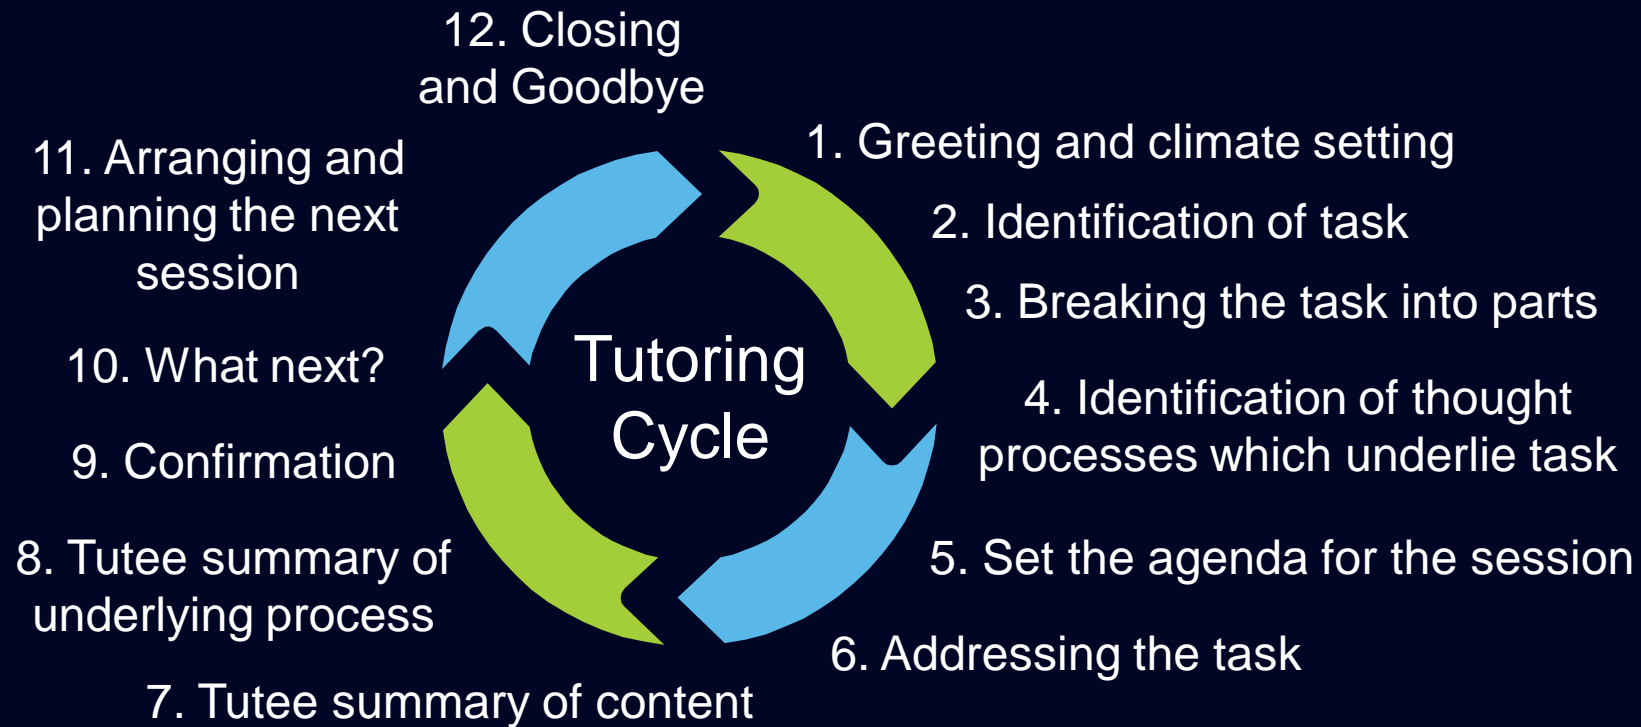 12. Closing
and Goodbye
1. Greeting and climate setting
2. Identification of task
3. Breaking the task into parts
4. Identification of thought
processes which underlie task
5. Set the agenda for the session
6. Addressing the task
7. Tutee summary of content
8. Tutee summary of
underlying process
9. Confirmation
10. What next?
11. Arranging and
planning the next
session
Tutoring
Cycle